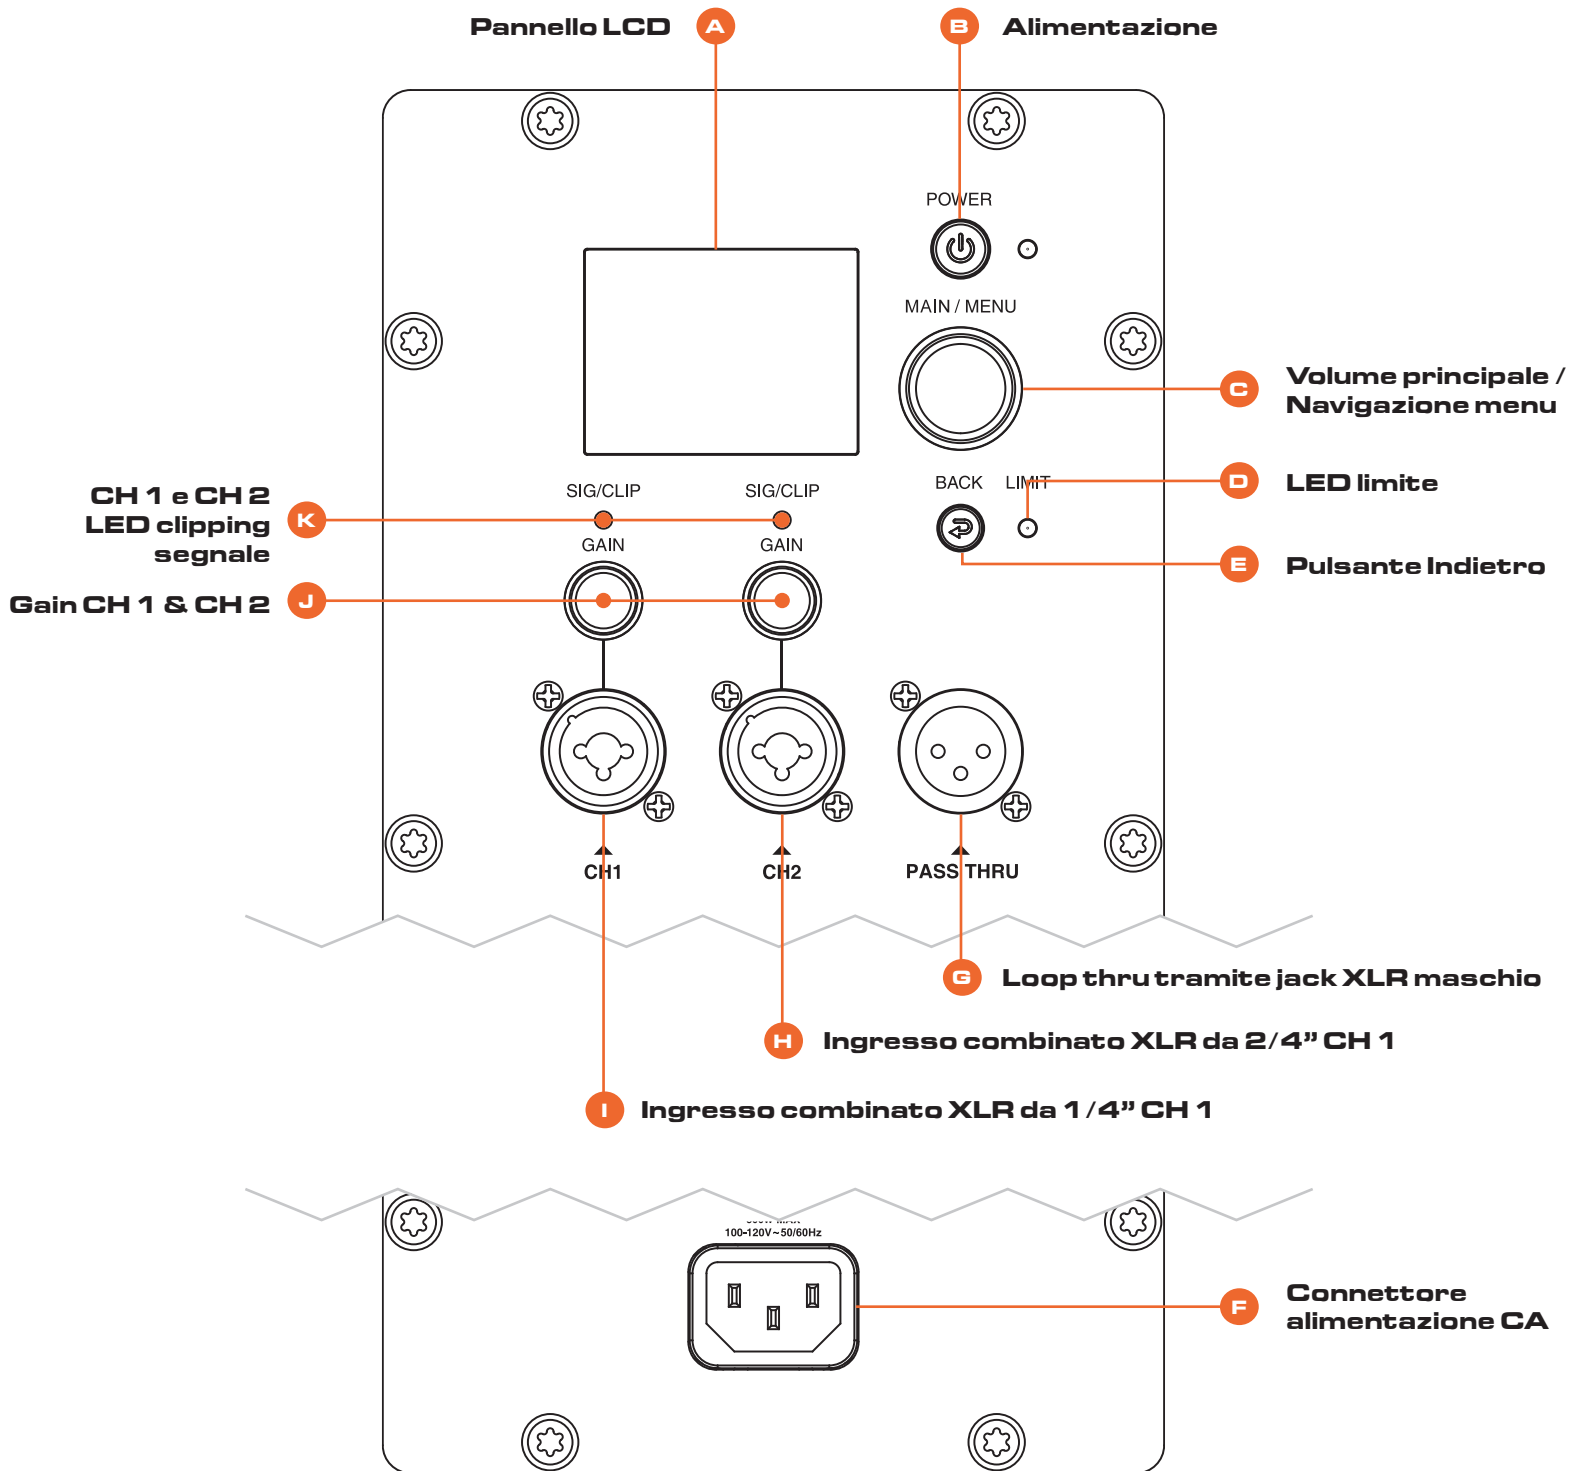 Pannello LCD A
B Alimentazione
POWER
MAIN / MENU
C Volume principale /
Navigazione menu
SIG/CLIP SIG/CLIP
BACK LIMIT
D LED limite
CH 1 e CH 2
K LED clipping
segnale
GAIN GAIN
E Pulsante Indietro
Gain CH 1 & CH 2 J
CH1 CH2 PASS THRU
G Loop thru tramite jack XLR maschio
H Ingresso combinato XLR da 2/4” CH 1
I Ingresso combinato XLR da 1/4” CH 1
100-120V~50/60Hz
F Connettore
alimentazione CA